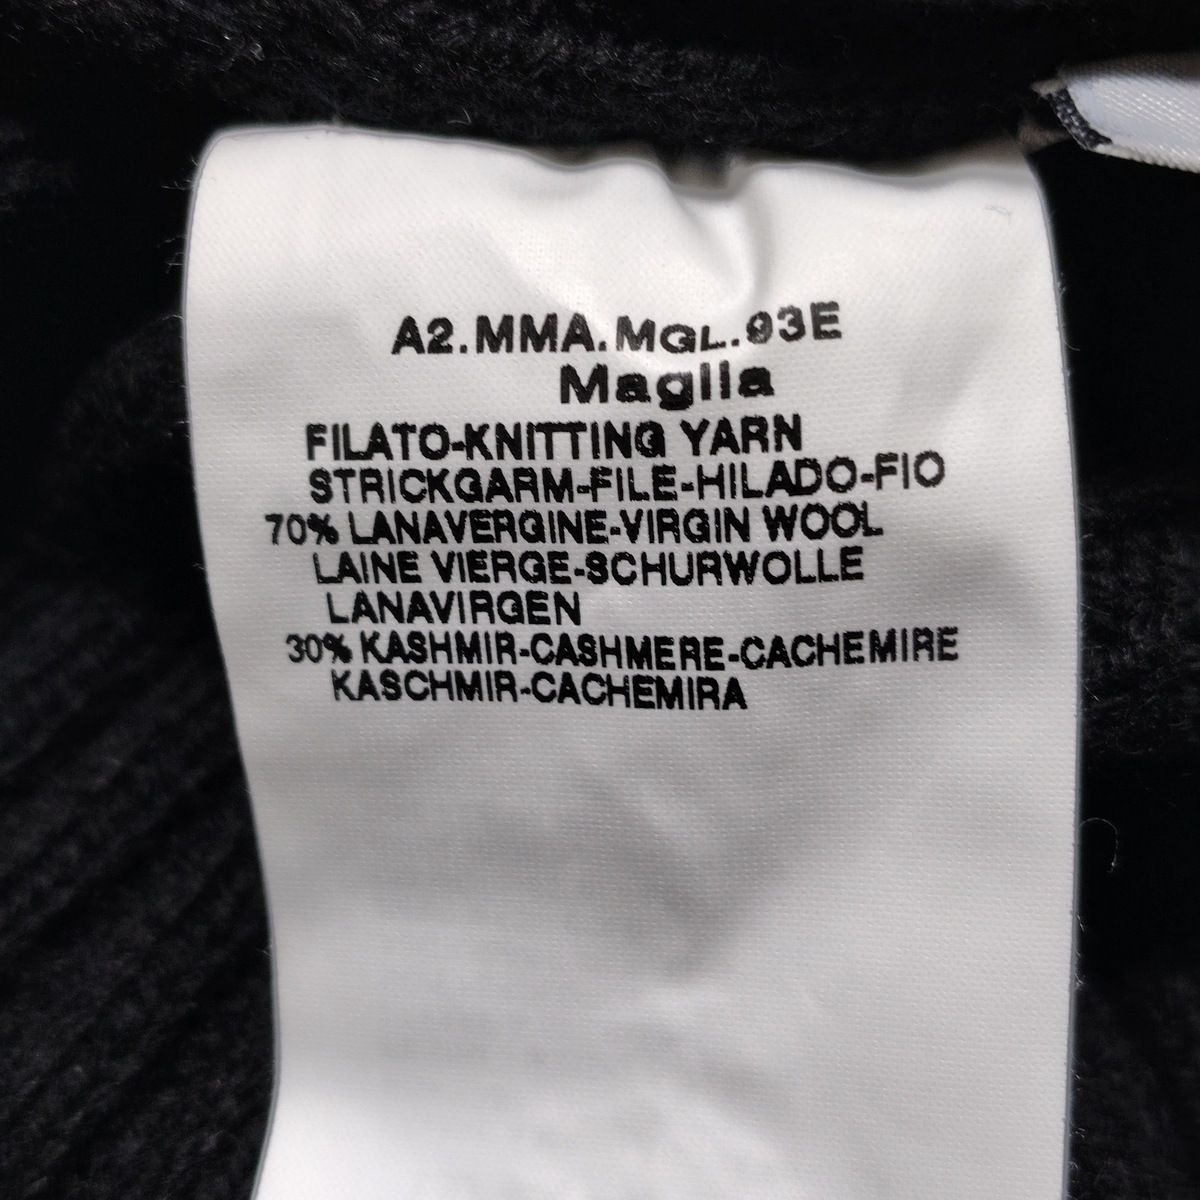 A2.MMA.MGL.93E
Maglia
FILATO-KNITTING YARN
STRICKGARM-FILE-HILADO-FIO
70% LANAVERGINE-VIRGIN WOOL
LAINE VIERGE-SCHURWOLLE
LANAVIRGEN
30% KASHMIR-CASHMERE-CACHEMIRE
KASCHMIR-CACHEMIRA